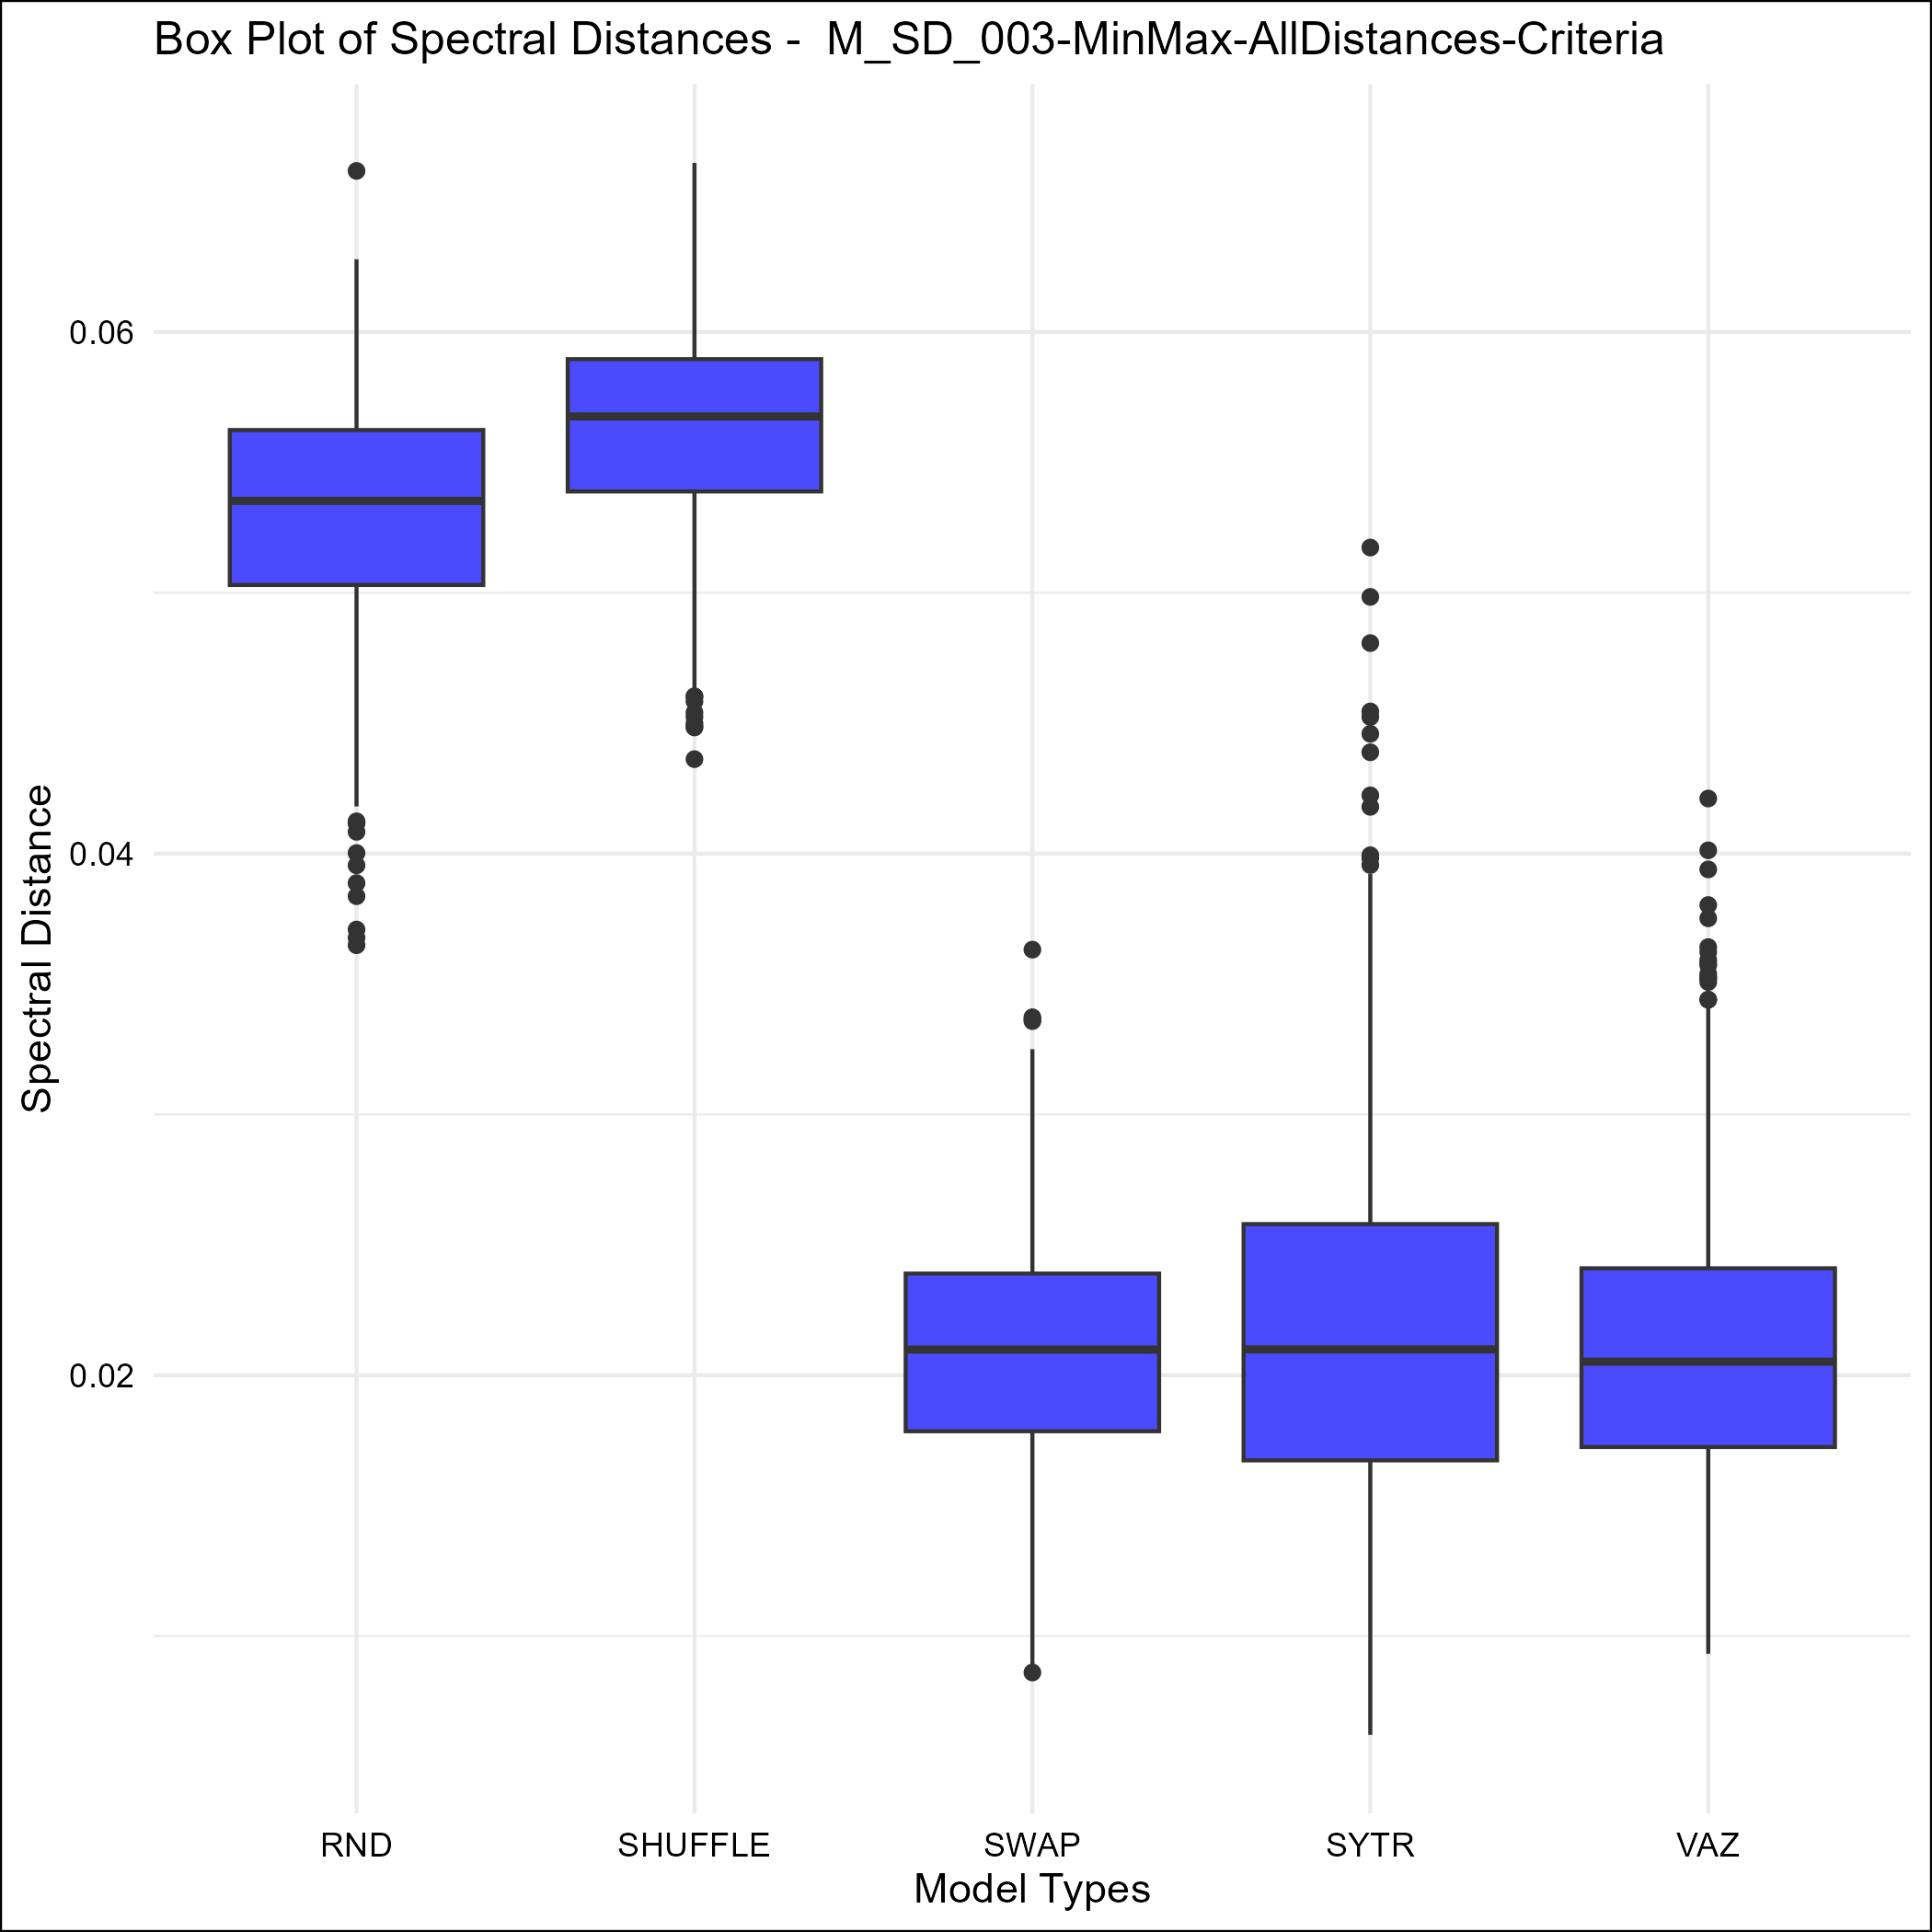 Box Plot of Spectral Distances -  M_SD_003-MinMax-AllDistances-Criteria
Spectral Distance
0.06
0.04
0.02
RND SHUFFLE SWAP SYTR VAZ
Model Types